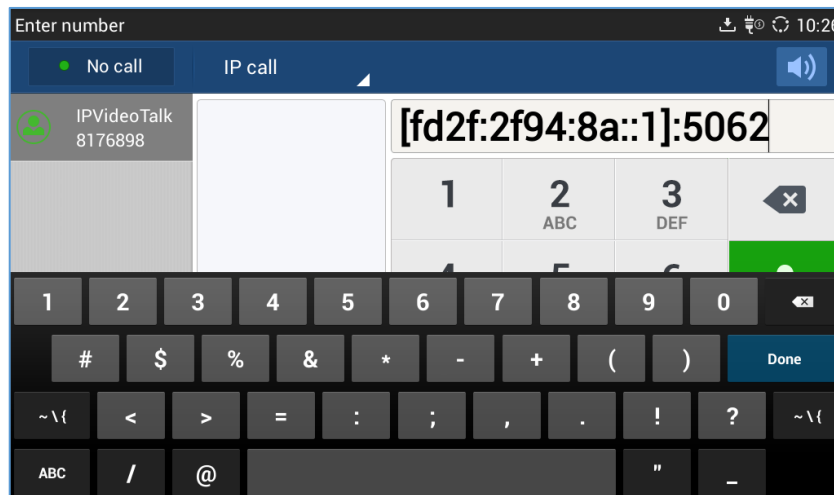 Enter number 10:26
No call IP call
IPVideoTalk
8176898
[fd2f:2f94:8a::1]:5062
1 2 3
ABC DEF
1 2 3 4 5 6 7 8 9 0
# $ % & * - + ( ) Done
~ \ { < > = : ; , . ! ? ~ \ {
ABC / @ " _